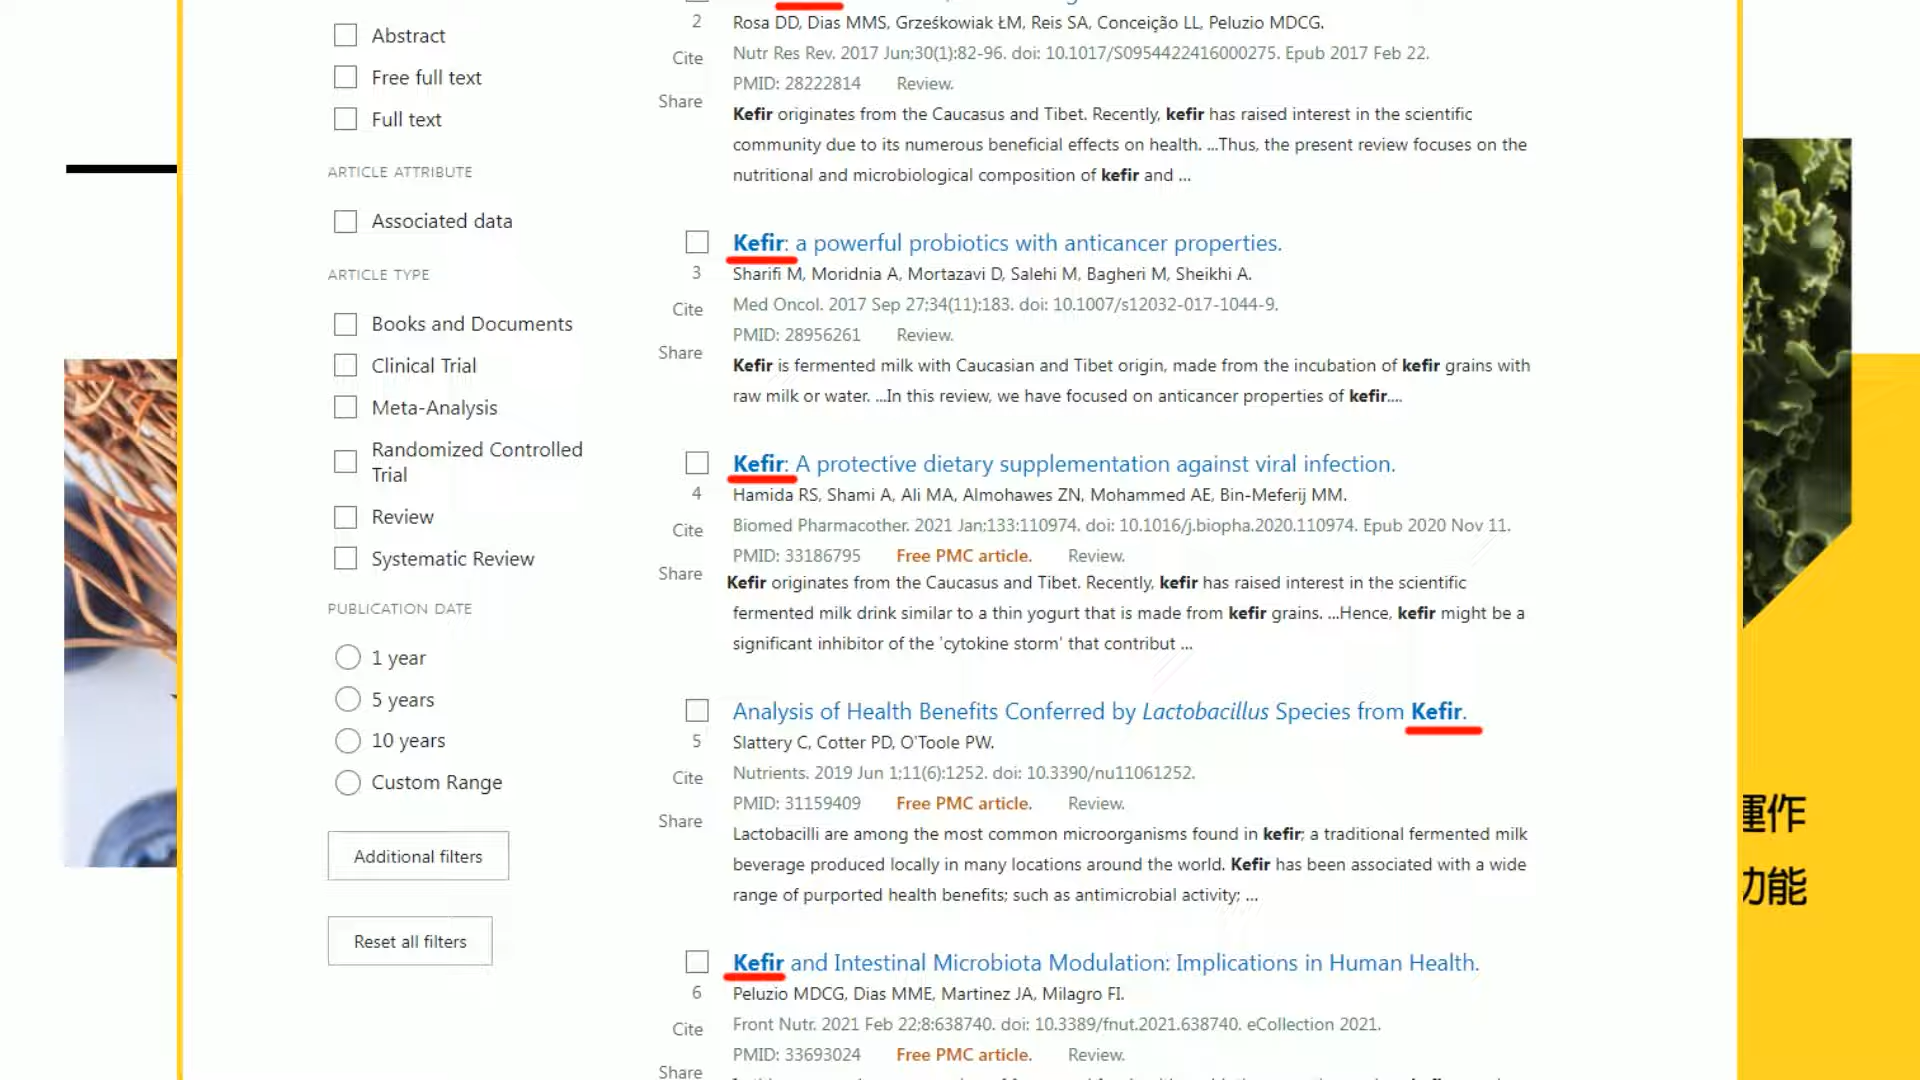 Abstract
Free full text
Full text
ARTICLE ATTRIBUTE
Associated data
ARTICLE TYPE
Books and Documents
Clinical Trial
Meta-Analysis
Randomized Controlled
Trial
Review
Systematic Review
PUBLICATION DATE
1 year
5 years
10 years
Custom Range
Additional filters
Reset all filters
2
Cite
Share
Rosa DD, Dias MMS, Grześkowiak ŁM, Reis SA, Conceição LL, Peluzio MDCG.
Nutr Res Rev. 2017 Jun;30(1):82-96. doi: 10.1017/S0954422416000275. Epub 2017 Feb 22.
PMID: 28222814 Review.
Kefir originates from the Caucasus and Tibet. Recently, kefir has raised interest in the scientific
community due to its numerous beneficial effects on health. ...Thus, the present review focuses on the
nutritional and microbiological composition of kefir and ...
Kefir: a powerful probiotics with anticancer properties.
3
Cite
Share
Sharifi M, Moridnia A, Mortazavi D, Salehi M, Bagheri M, Sheikhi A.
Med Oncol. 2017 Sep 27;34(11):183. doi: 10.1007/s12032-017-1044-9.
PMID: 28956261 Review.
Kefir is fermented milk with Caucasian and Tibet origin, made from the incubation of kefir grains with
raw milk or water. ...In this review, we have focused on anticancer properties of kefir....
Kefir: A protective dietary supplementation against viral infection.
4
Cite
Share
Hamida RS, Shami A, Ali MA, Almohawes ZN, Mohammed AE, Bin-Meferij MM.
Biomed Pharmacother. 2021 Jan;133:110974. doi: 10.1016/j.biopha.2020.110974. Epub 2020 Nov 11.
PMID: 33186795 Free PMC article. Review.
Kefir originates from the Caucasus and Tibet. Recently, kefir has raised interest in the scientific
fermented milk drink similar to a thin yogurt that is made from kefir grains. ...Hence, kefir might be a
significant inhibitor of the 'cytokine storm' that contribut ...
Analysis of Health Benefits Conferred by Lactobacillus Species from Kefir.
5
Cite
Share
Slattery C, Cotter PD, O'Toole PW.
Nutrients. 2019 Jun 1;11(6):1252. doi: 10.3390/nu11061252.
PMID: 31159409 Free PMC article. Review.
Lactobacilli are among the most common microorganisms found in kefir; a traditional fermented milk
beverage produced locally in many locations around the world. Kefir has been associated with a wide
range of purported health benefits; such as antimicrobial activity; ...
Kefir and Intestinal Microbiota Modulation: Implications in Human Health.
6
Cite
Share
Peluzio MDCG, Dias MME, Martinez JA, Milagro FI.
Front Nutr. 2021 Feb 22;8:638740. doi: 10.3389/fnut.2021.638740. eCollection 2021.
PMID: 33693024 Free PMC article. Review.
運作
功能